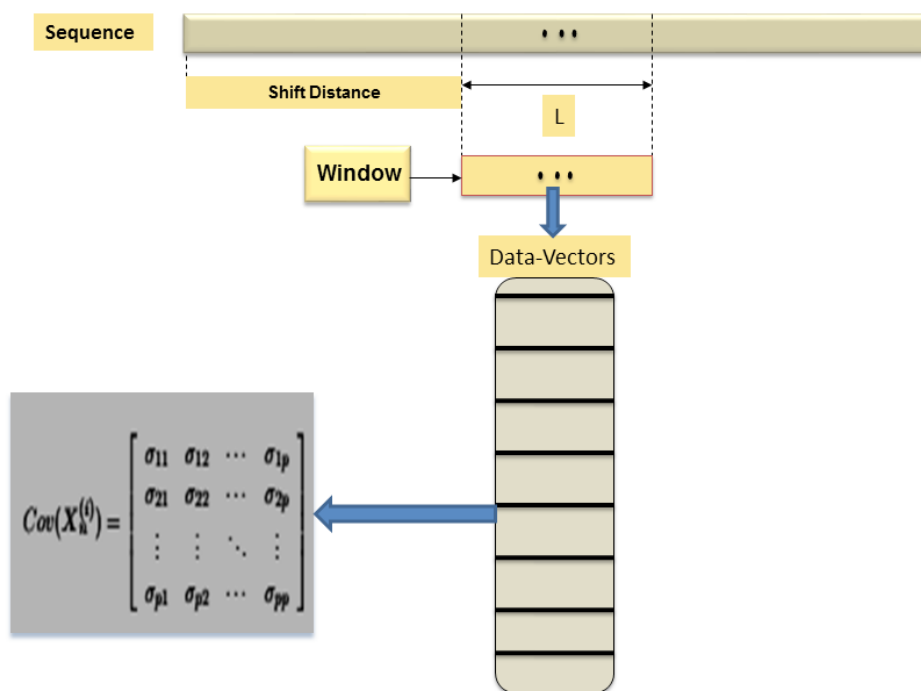 Sequence
• • •
Shift Distance
L
Window
• • •
Data-Vectors
Cov(X_n^(i)) = [ σ11 σ12 ⋯ σ1p
σ21 σ22 ⋯ σ2p
⋮ ⋮ ⋱ ⋮
σp1 σp2 ⋯ σpp ]